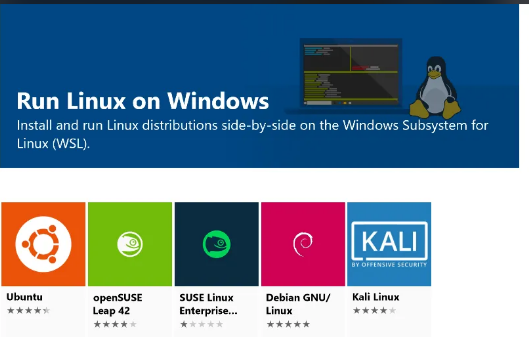 Run Linux on Windows
Install and run Linux distributions side-by-side on the Windows Subsystem for
Linux (WSL).
KALI
BY OFFENSIVE SECURITY
Ubuntu
openSUSE
Leap 42
SUSE Linux
Enterprise...
Debian GNU/
Linux
Kali Linux